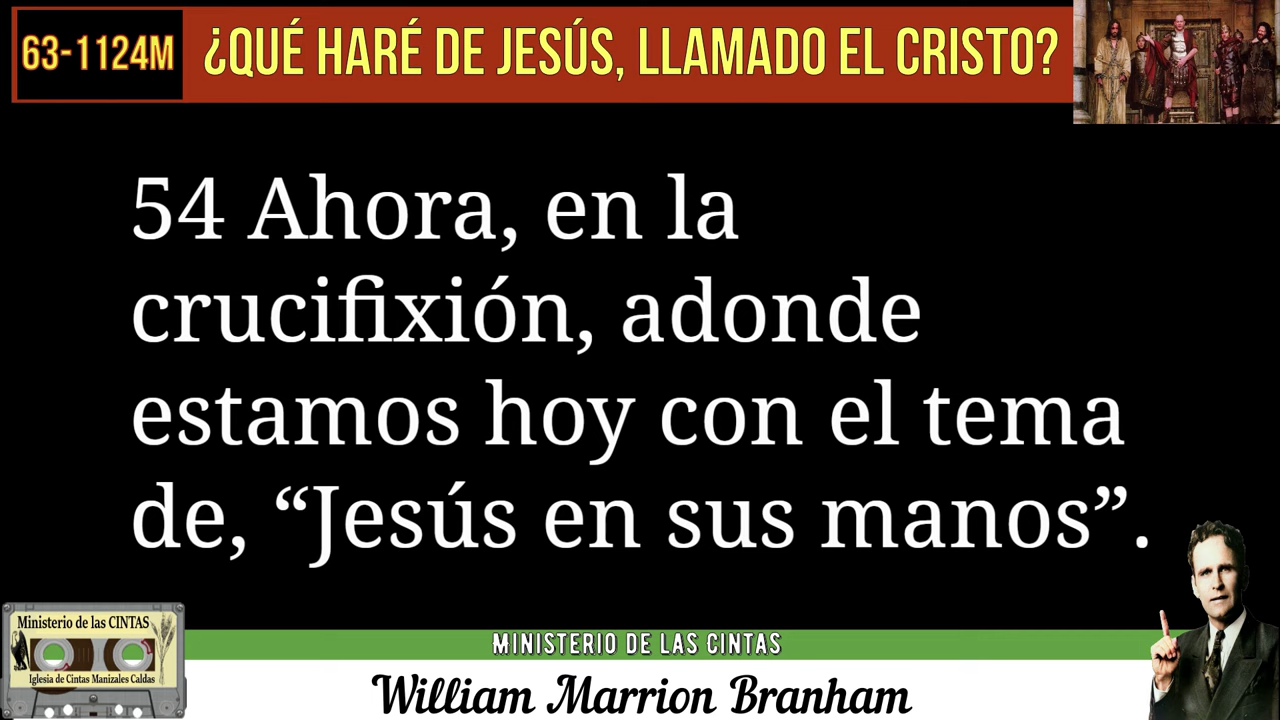 63-1124M
¿QUÉ HARÉ DE JESÚS, LLAMADO EL CRISTO?
54 Ahora, en la
crucifixión, adonde
estamos hoy con el tema
de, “Jesús en sus manos”.
Ministerio de las CINTAS
Iglesia de Cintas Manizales Caldas
MINISTERIO DE LAS CINTAS
William Marrion Branham